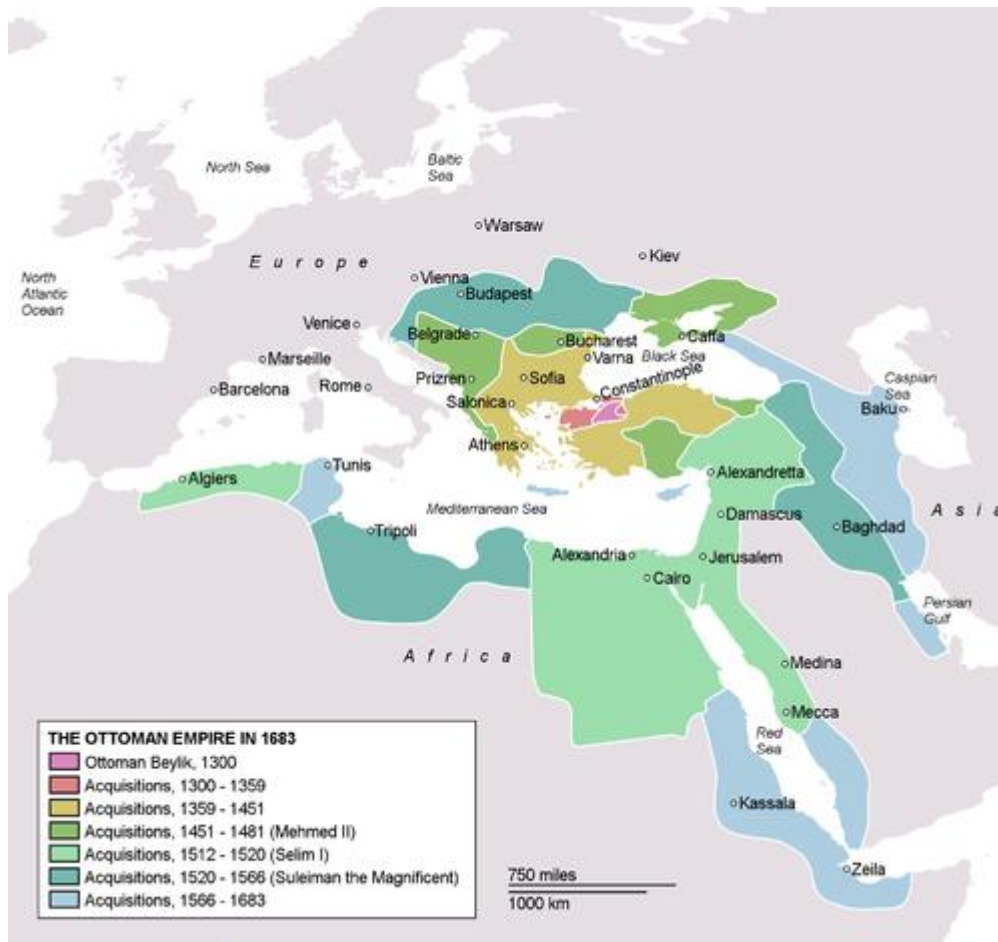 North Sea
Baltic
Sea
Warsaw
Kiev
E u r o p e
North
Atlantic
Ocean
Vienna
Budapest
Venice
Belgrade
Bucharest
Caffa
Varna
Black Sea
Marseille
Prizren
Sofia
Constantinople
Caspian
Sea
Barcelona
Rome
Salonica
Baku
Athens
Tunis
Algiers
Alexandretta
Mediterranean Sea
Damascus
A s i a
Tripoli
Baghdad
Alexandria
Jerusalem
Cairo
Persian
Gulf
A f r i c a
Medina
Mecca
Red
Sea
Kassala
Zeila
THE OTTOMAN EMPIRE IN 1683
Ottoman Beylik, 1300
Acquisitions, 1300 - 1359
Acquisitions, 1359 - 1451
Acquisitions, 1451 - 1481 (Mehmed II)
Acquisitions, 1512 - 1520 (Selim I)
Acquisitions, 1520 - 1566 (Suleiman the Magnificent)
Acquisitions, 1566 - 1683
750 miles
1000 km